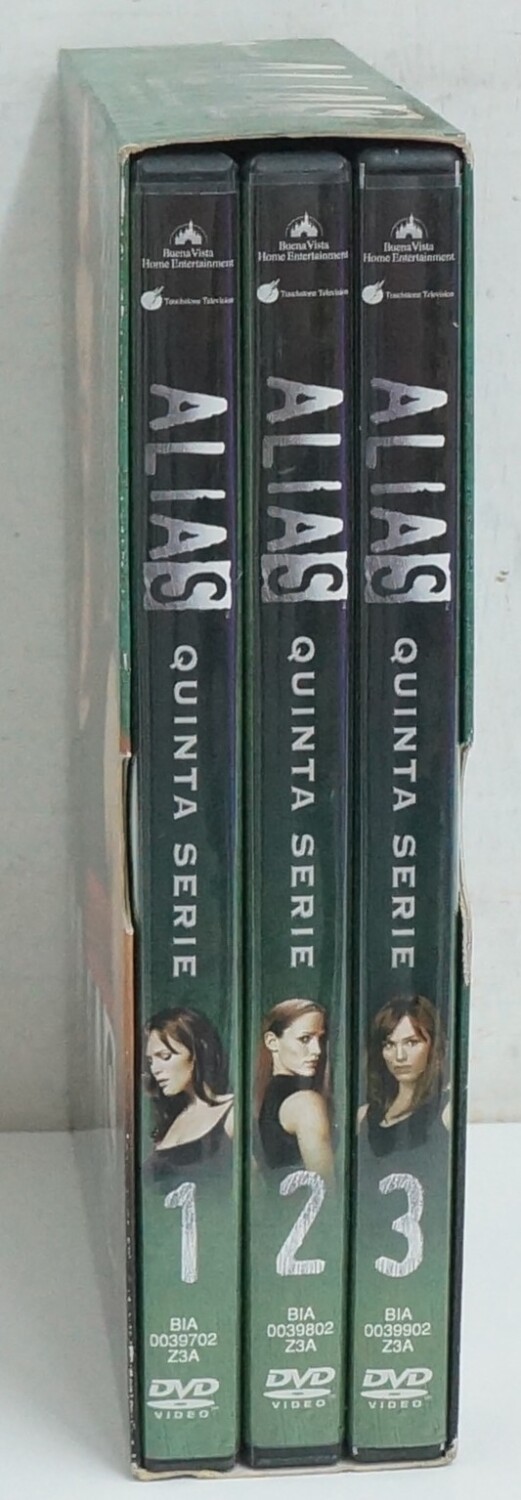 Buena Vista
Home Entertainment
Touchstone Television
ALIAS
QUINTA SERIE
1
BIA
0039702
Z3A
DVD
VIDEO
Buena Vista
Home Entertainment
Touchstone Television
ALIAS
QUINTA SERIE
2
BIA
0039802
Z3A
DVD
VIDEO
Buena Vista
Home Entertainment
Touchstone Television
ALIAS
QUINTA SERIE
3
BIA
0039902
Z3A
DVD
VIDEO